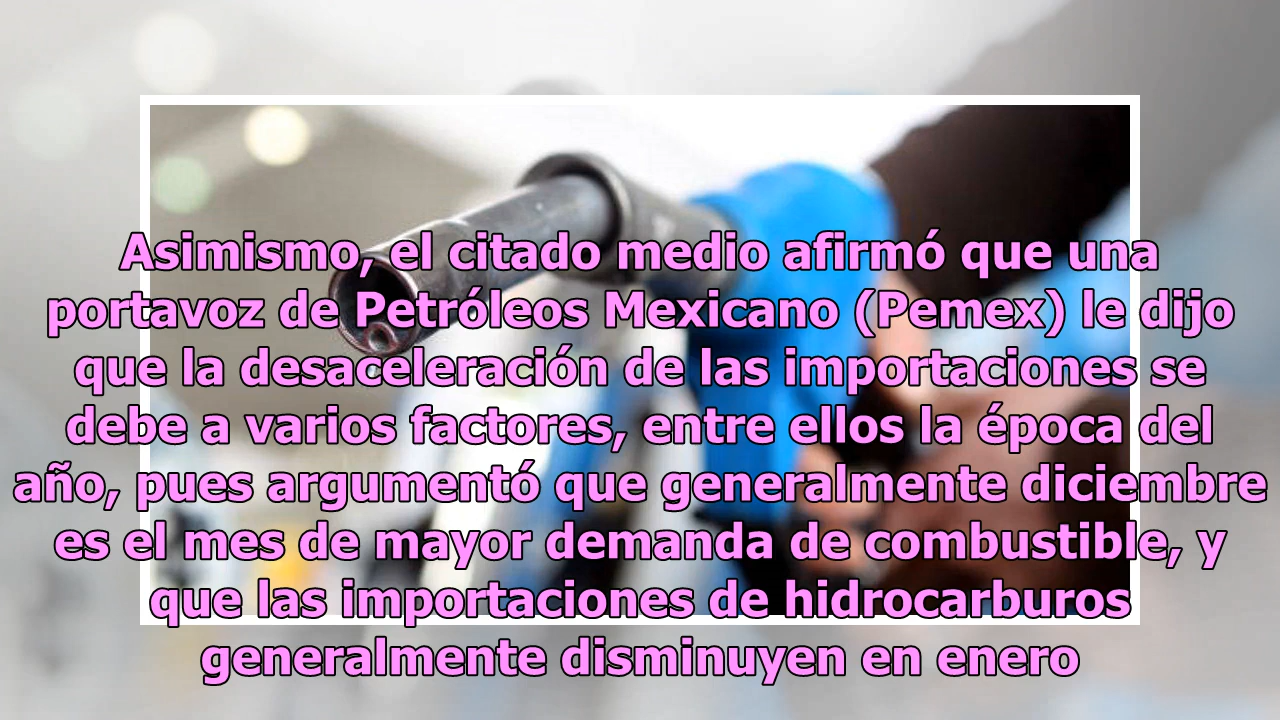 Asimismo, el citado medio afirmó que una
portavoz de Petróleos Mexicano (Pemex) le dijo
que la desaceleración de las importaciones se
debe a varios factores, entre ellos la época del
año, pues argumentó que generalmente diciembre
es el mes de mayor demanda de combustible, y
que las importaciones de hidrocarburos
generalmente disminuyen en enero